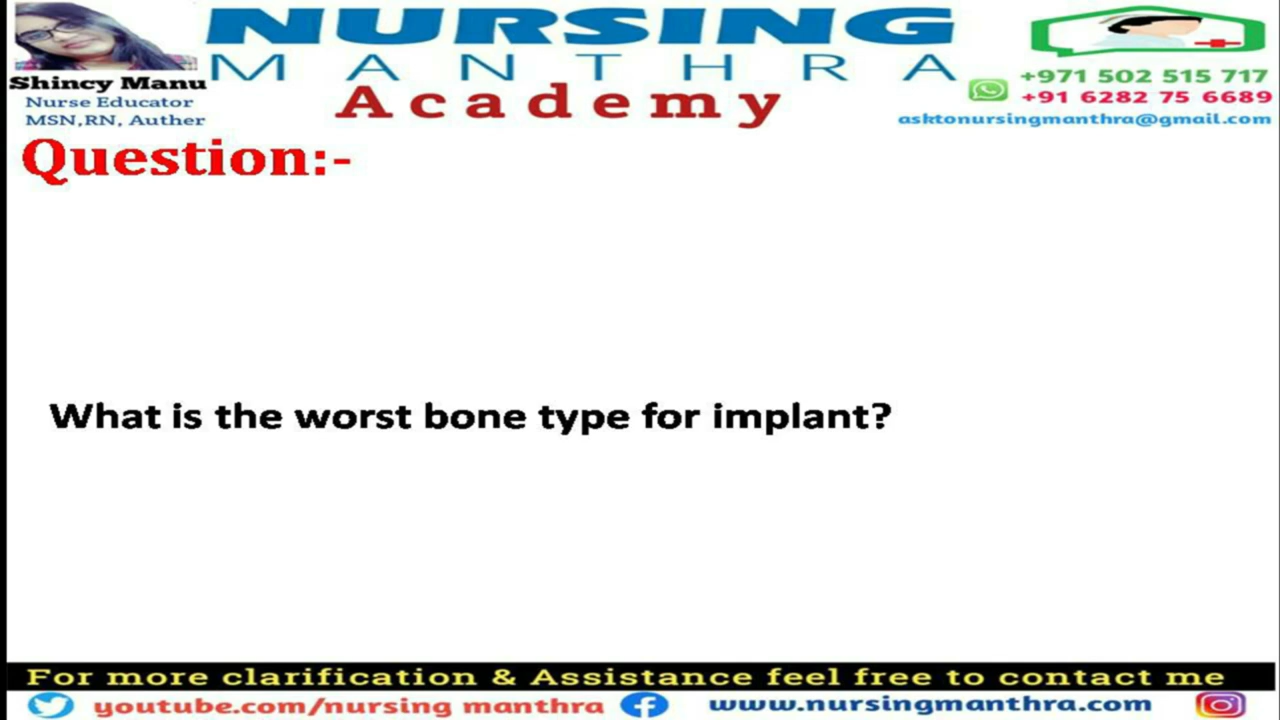 NURSING
MANTHRA
Academy
Shincy Manu
Nurse Educator
MSN,RN, Auther
+971 502 515 717
+91 6282 75 6689
asktonursingmanthra@gmail.com
Question:-
What is the worst bone type for implant?
For more clarification & Assistance feel free to contact me
youtube.com/nursing manthra
www.nursingmanthra.com